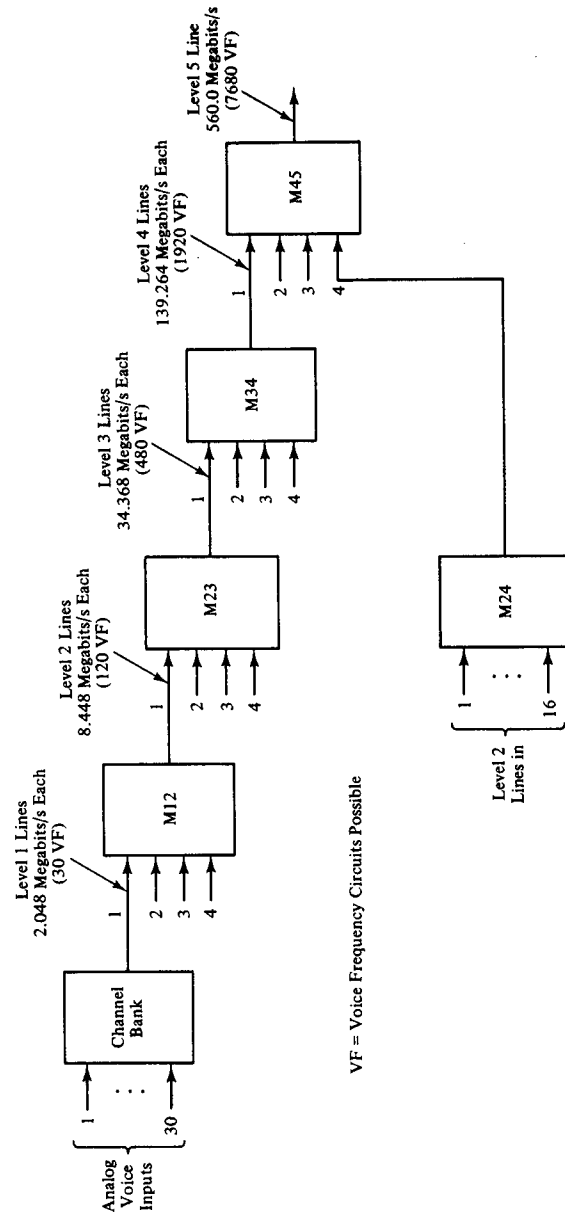 Analog
Voice
Inputs
1
30
Channel
Bank
Level 1 Lines
2.048 Megabits/s Each
(30 VF)
1
2
3
4
M12
Level 2 Lines
8.448 Megabits/s Each
(120 VF)
1
2
3
4
M23
Level 3 Lines
34.368 Megabits/s Each
(480 VF)
1
2
3
4
M34
Level 4 Lines
139.264 Megabits/s Each
(1920 VF)
1
2
3
4
M45
Level 5 Line
560.0 Megabits/s
(7680 VF)
Level 2
Lines in
1
16
M24
VF = Voice Frequency Circuits Possible